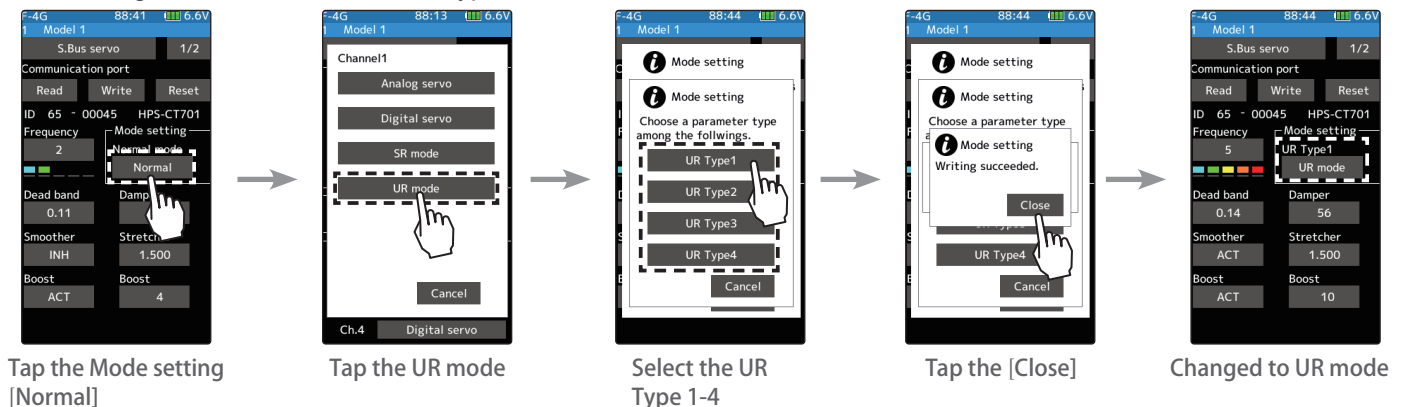 F-4G 88:41 6.6V
1 Model 1
S.Bus servo 1/2
Communication port
Read Write Reset
ID 65 - 00045 HPS-CT701
Frequency Mode setting
2 Normal mode
Normal
Dead band Damper
0.11
Smoother Stretcher
INH 1.500
Boost Boost
ACT 4
Tap the Mode setting
[Normal]
-4G 88:13 6.6V
1 Model 1
Channel1
Analog servo
Digital servo
SR mode
UR mode
Cancel
Ch.4 Digital servo
Tap the UR mode
-4G 88:44 6.6V
1 Model 1
Mode setting
Mode setting
Choose a parameter type
among the follwings.
UR Type1
UR Type2
UR Type3
UR Type4
Cancel
Select the UR
Type 1-4
-4G 88:44 6.6V
1 Model 1
Mode setting
Mode setting
Choose a parameter type
Mode setting
Writing succeeded.
Close
UR Type4
Cancel
Tap the [Close]
-4G 88:44 6.6V
1 Model 1
S.Bus servo 1/2
Communication port
Read Write Reset
ID 65 - 00045 HPS-CT701
Frequency Mode setting
5 UR Type1
UR mode
Dead band Damper
0.14 56
Smoother Stretcher
ACT 1.500
Boost Boost
ACT 10
Changed to UR mode